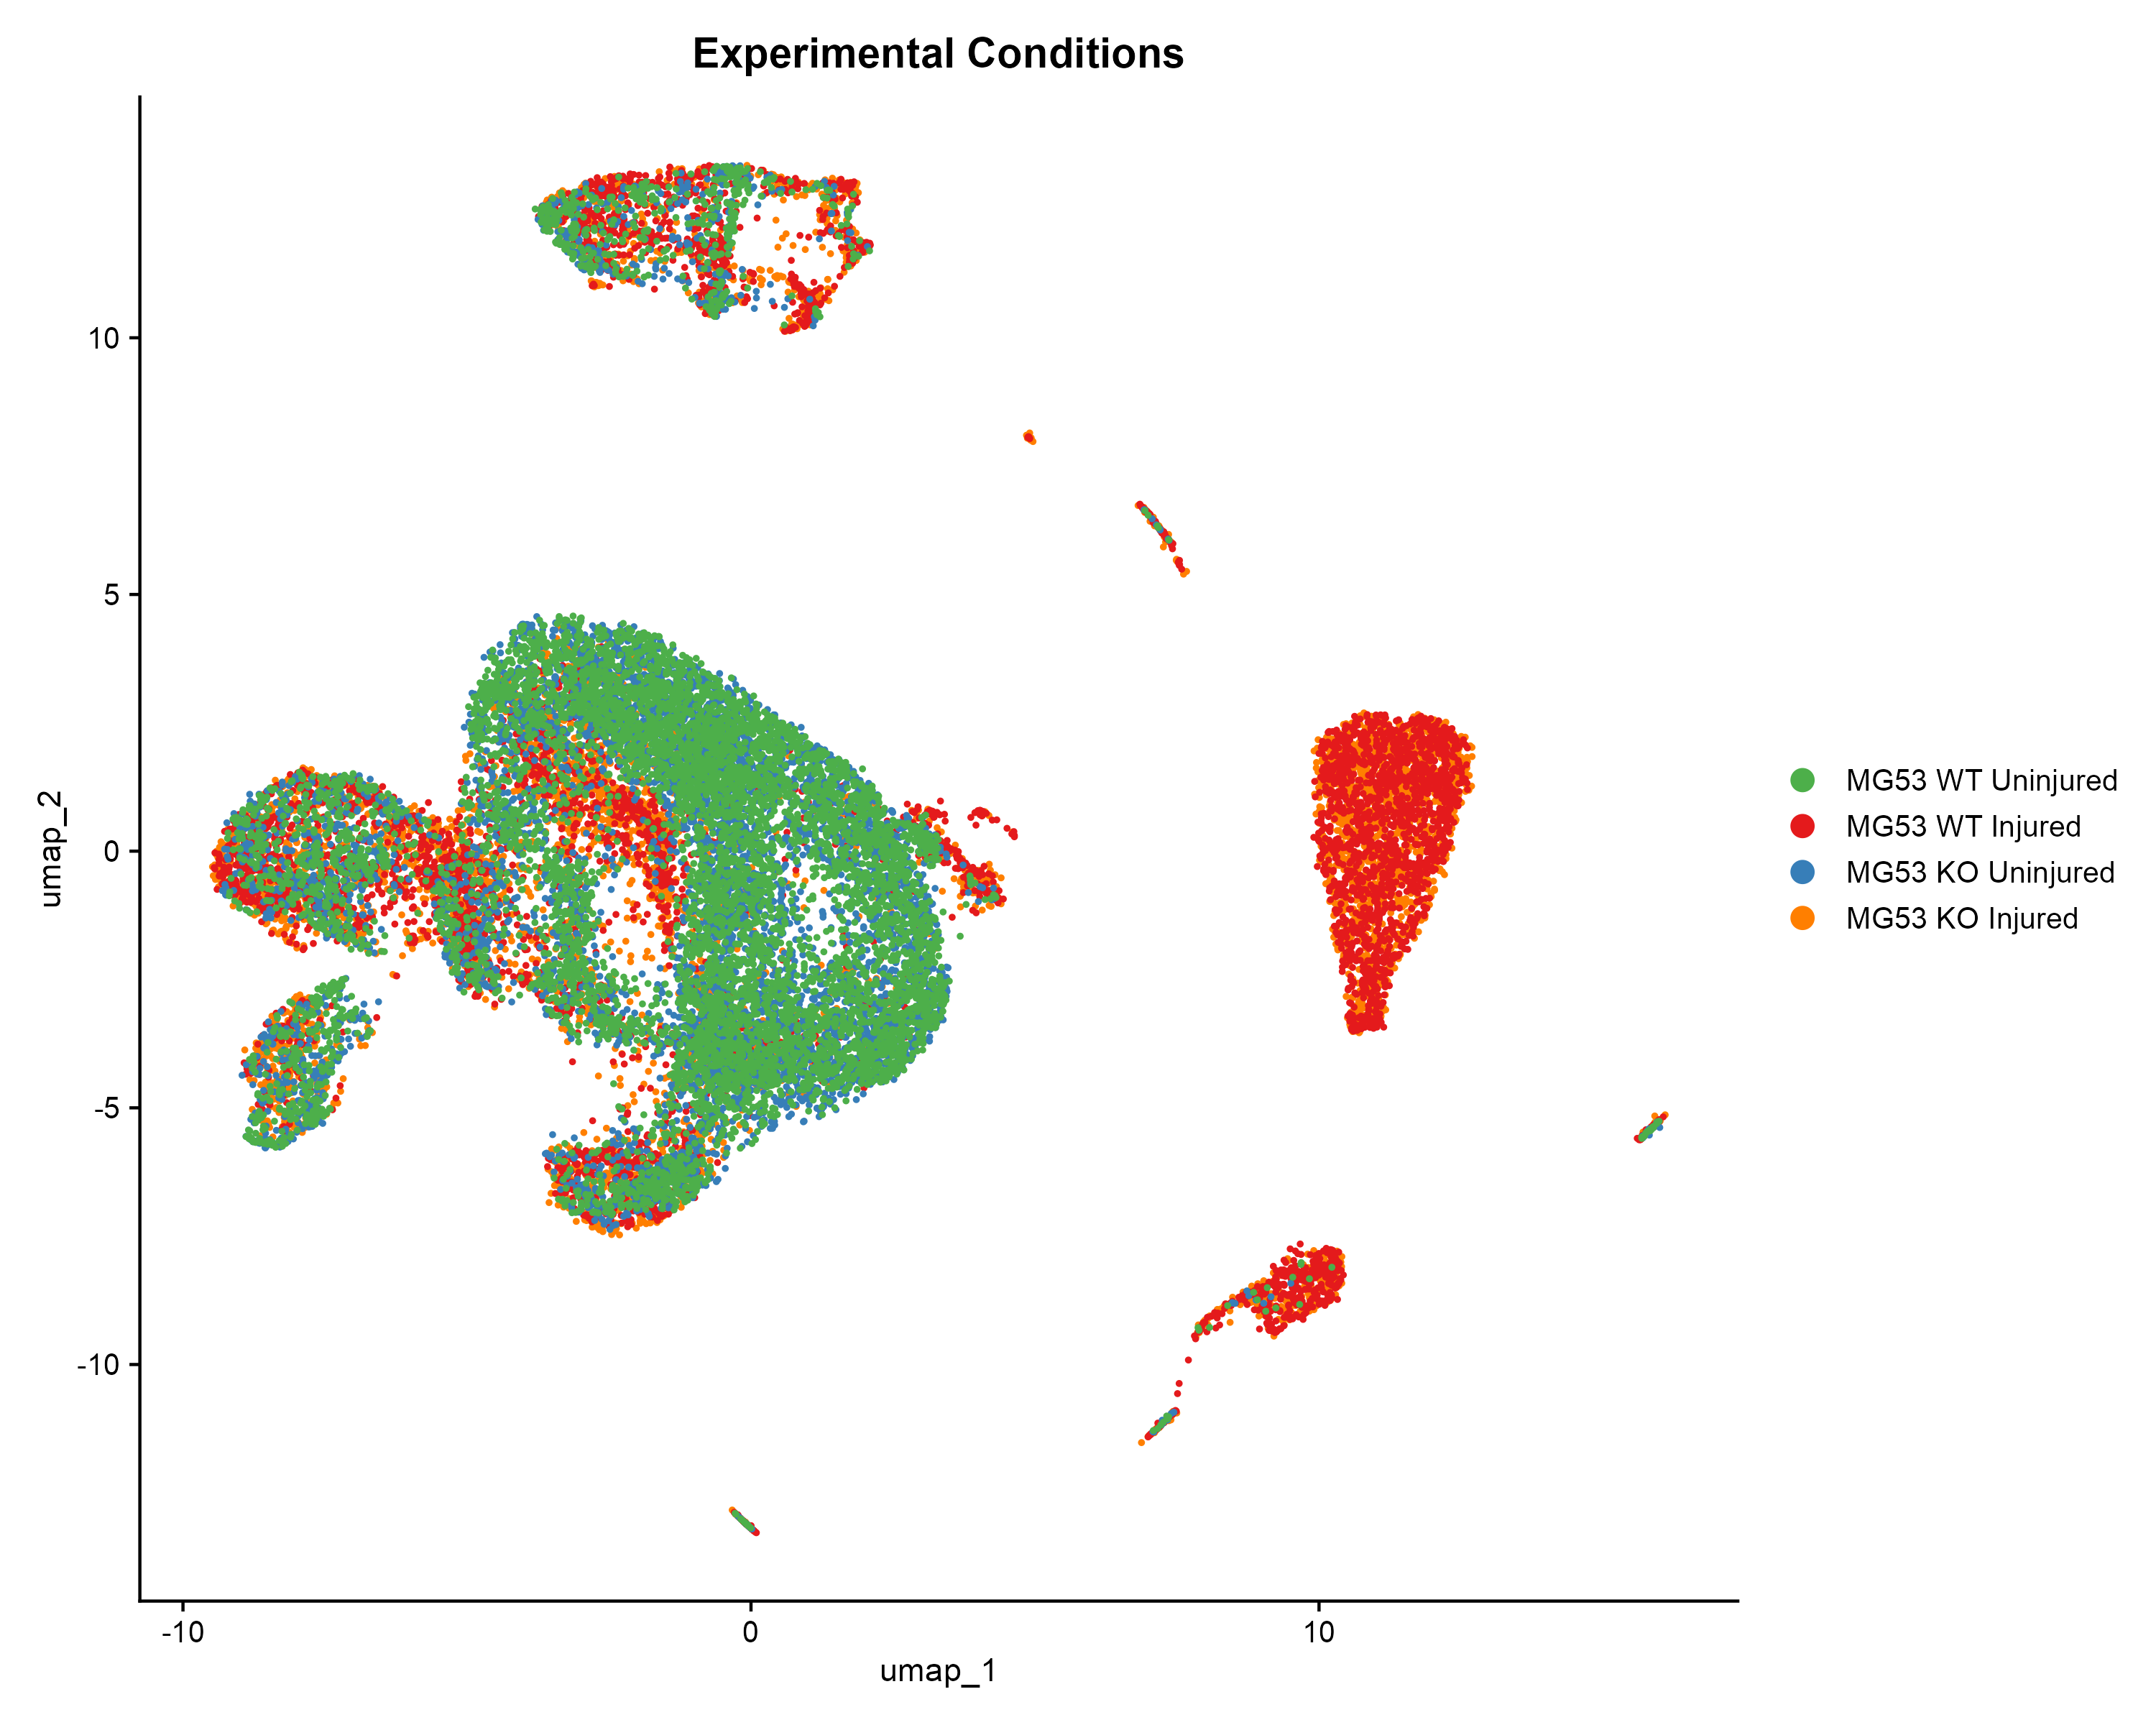 Experimental Conditions
umap_2
10
5
0
-5
-10
-10
0
10
umap_1
MG53 WT Uninjured
MG53 WT Injured
MG53 KO Uninjured
MG53 KO Injured